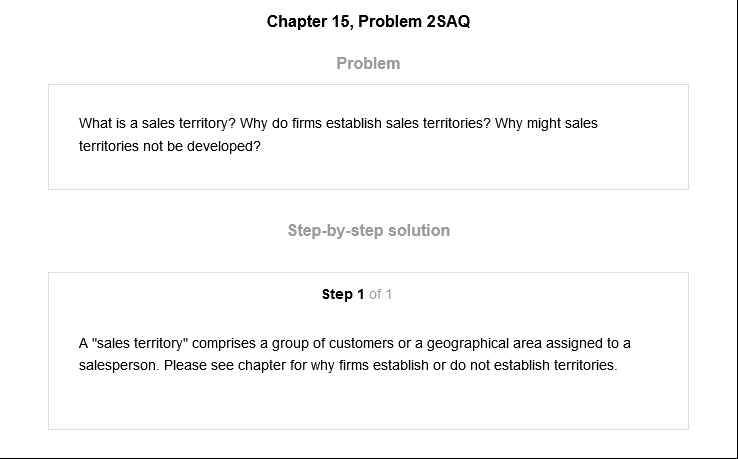 Chapter 15, Problem 2SAQ
Problem
What is a sales territory? Why do firms establish sales territories? Why might sales
territories not be developed?
Step-by-step solution
Step 1 of 1
A "sales territory" comprises a group of customers or a geographical area assigned to a
salesperson. Please see chapter for why firms establish or do not establish territories.